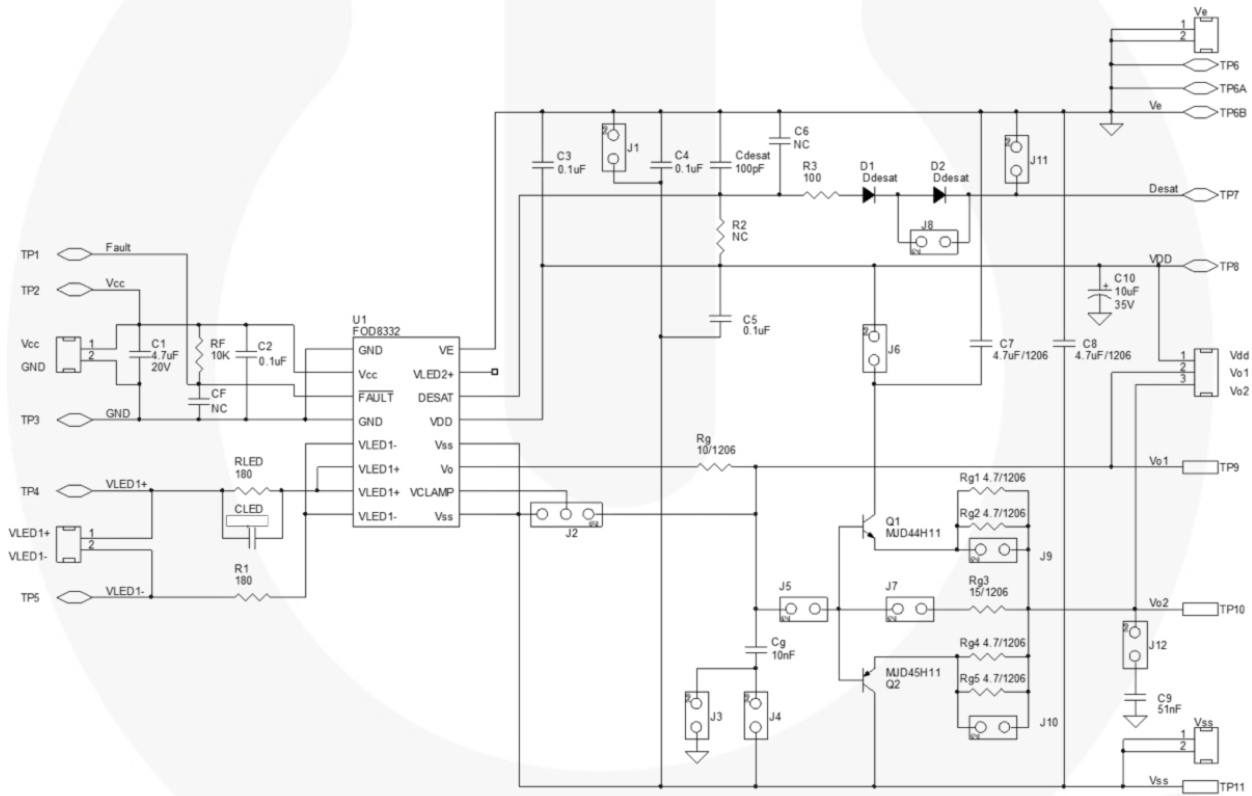 Ve
1
2
TP6
TP6A
Ve
TP6B
C3
0.1uF
J1
C4
0.1uF
Cdesat
100pF
C6
NC
R3
100
D1
Ddesat
D2
Ddesat
J11
Desat
TP7
R2
NC
J8
TP1
Fault
VDD
TP8
TP2
Vcc
C10
10uF
35V
U1
FOD8332
C5
0.1uF
J6
C7
4.7uF/1206
C8
4.7uF/1206
Vcc
1
GND
2
C1
4.7uF
20V
RF
10K
C2
0.1uF
CF
NC
1
Vdd
2
Vo1
3
Vo2
GND
VE
Vcc
VLED2+
FAULT
DESAT
GND
VDD
VLED1-
Vss
VLED1+
Vo
VLED1+
VCLAMP
VLED1-
Vss
TP3
GND
Rg
10/1206
Vo1
TP9
RLED
180
TP4
VLED1+
CLED
J2
Rg1 4.7/1206
Rg2 4.7/1206
J9
Q1
MJD44H11
VLED1+
1
VLED1-
2
R1
180
TP5
VLED1-
J5
J7
Rg3
15/1206
Vo2
TP10
Cg
10nF
Rg4 4.7/1206
Rg5 4.7/1206
J10
MJD45H11
Q2
J12
C9
51nF
J3
J4
Vss
1
2
Vss
TP11